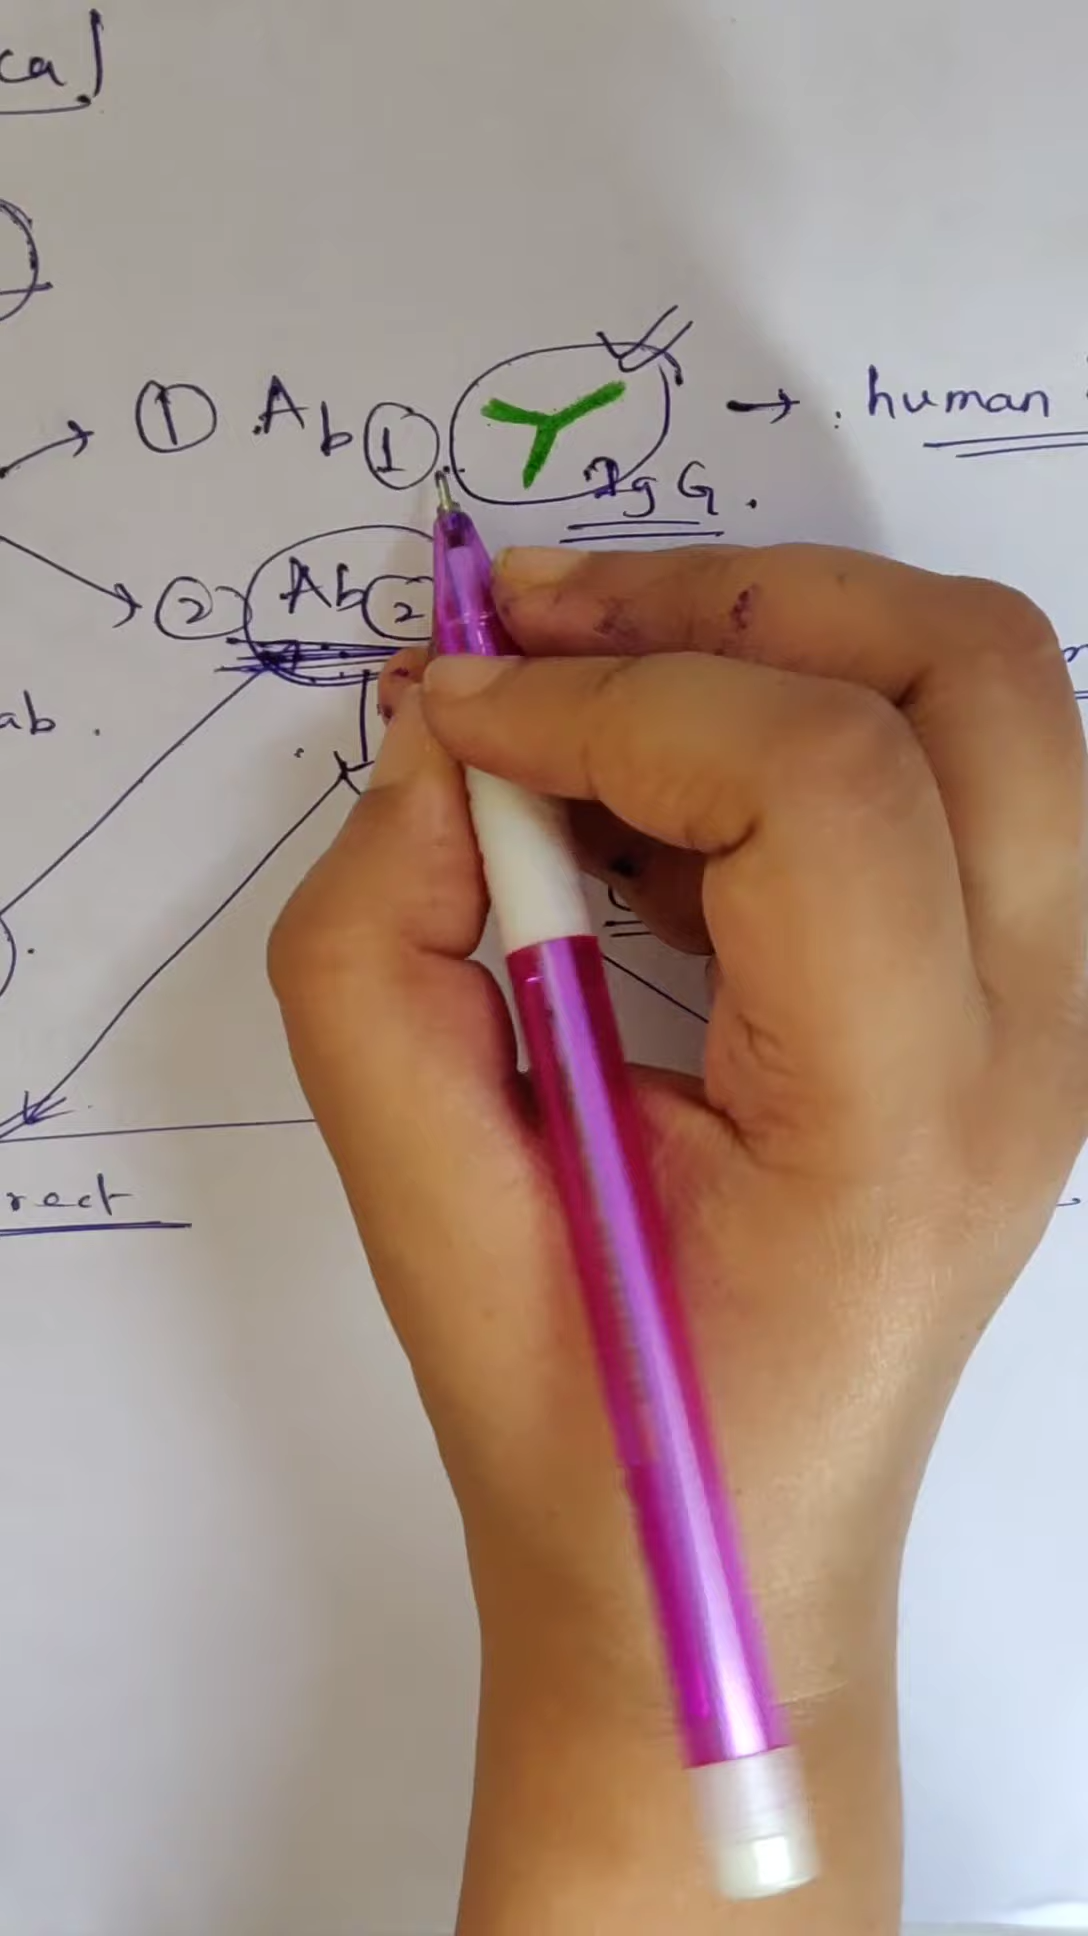 ca]
① Ab ① → human
IgG.
② Ab ②
ab.
rect